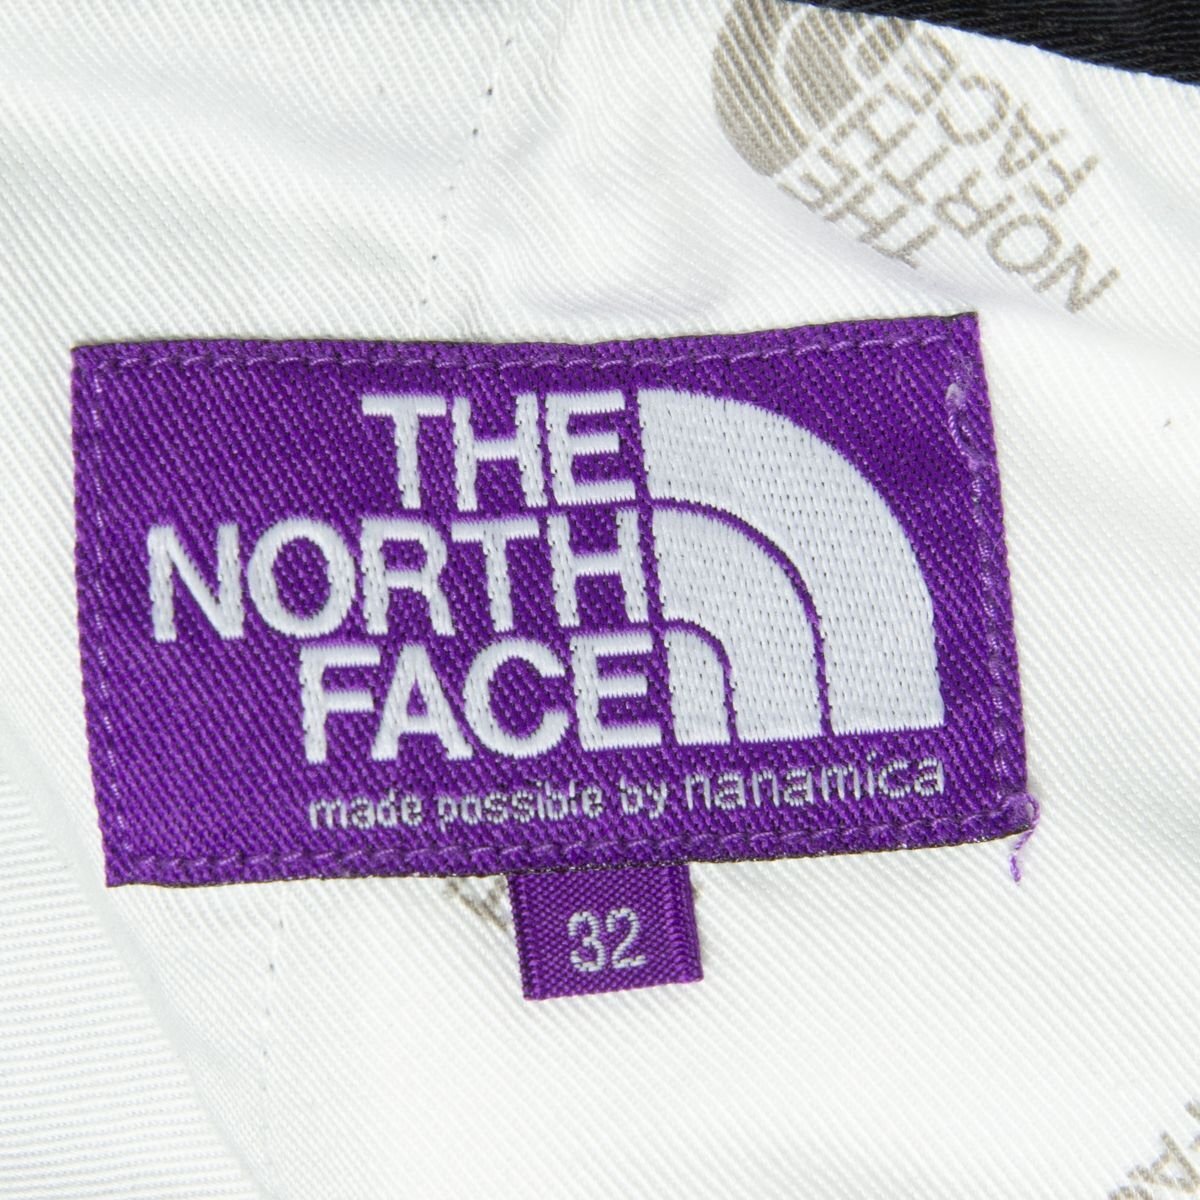 THE
NORTH
FACE
THE
NORTH
FACE
made possible by nanamica
32